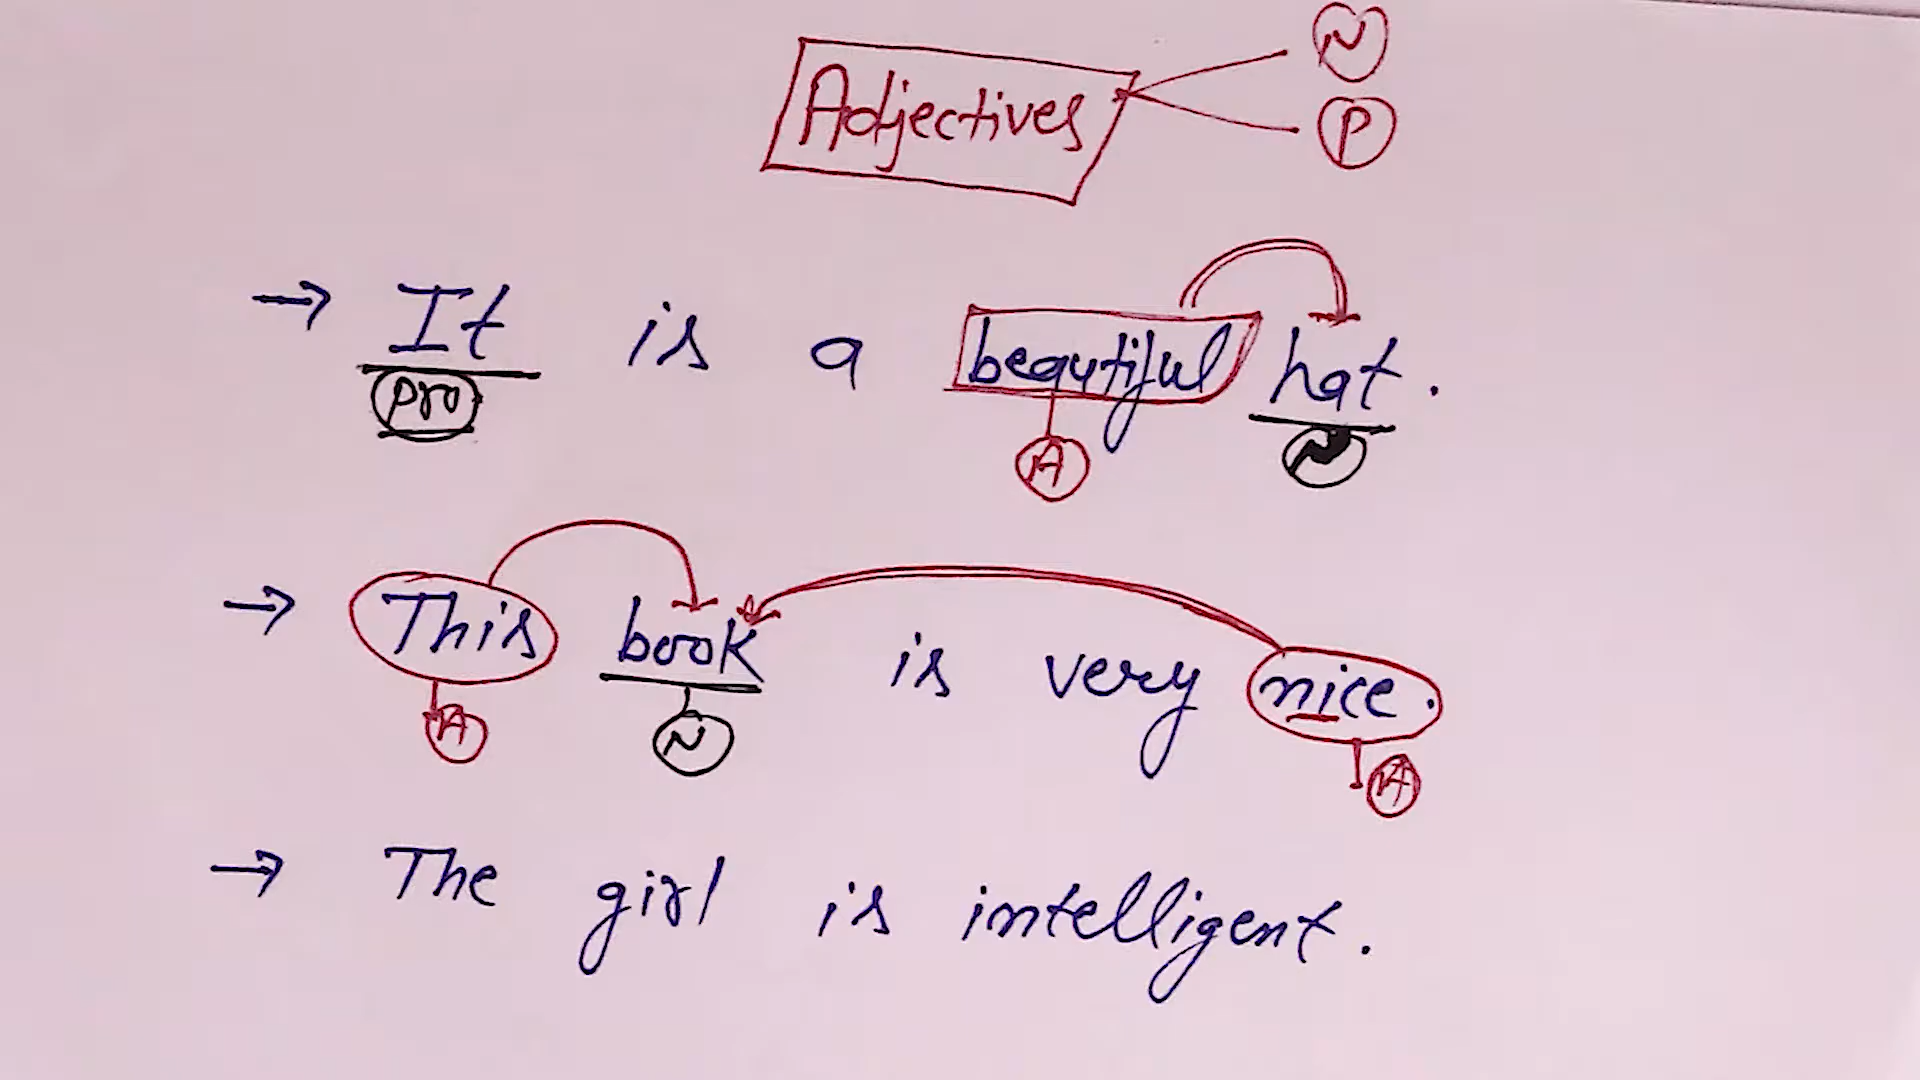 Adjectives
N
P
It is a beautiful hat.
pro
A
N
This book is very nice.
A
N
A
The girl is intelligent.